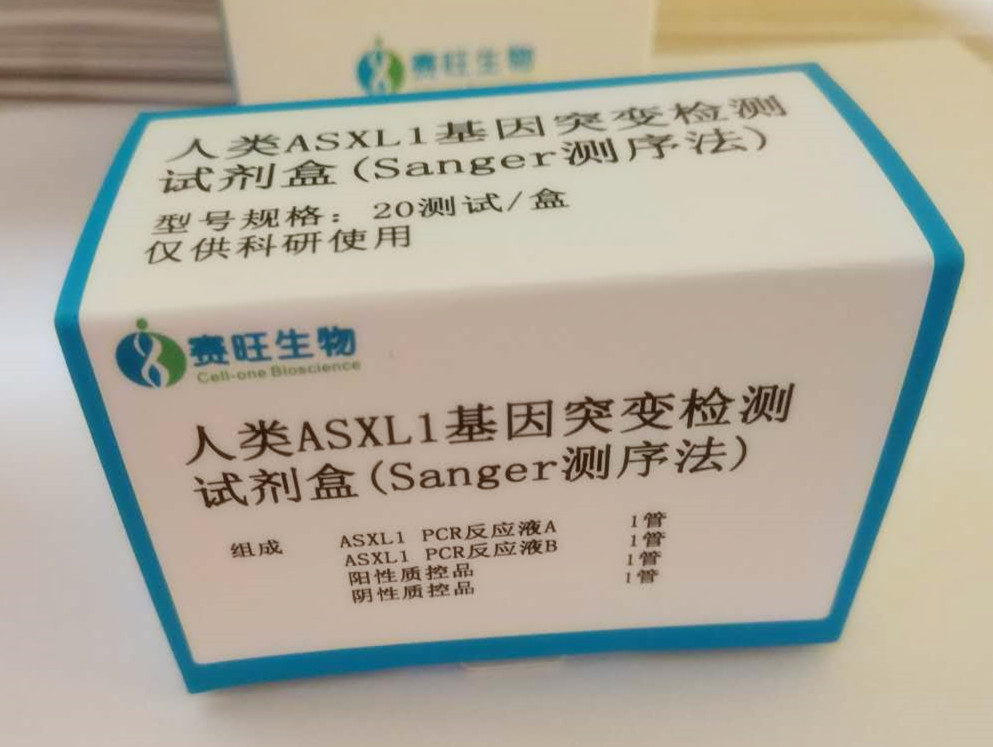 赛旺生物
人类ASXL1基因突变检测
试剂盒(Sanger测序法)
型号规格：20测试/盒
仅供科研使用
赛旺生物
Cell-one Bioscience
人类ASXL1基因突变检测
试剂盒(Sanger测序法)
组成 ASXL1 PCR反应液A 1管
ASXL1 PCR反应液B 1管
阳性质控品 1管
阴性质控品 1管